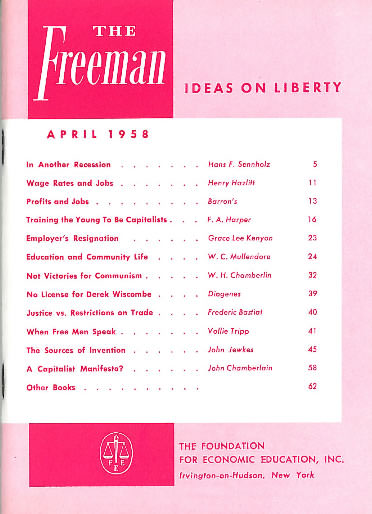 THE
Freeman
IDEAS ON LIBERTY
APRIL 1958
In Another Recession . . . . . . . Hans F. Sennholz 5
Wage Rates and Jobs . . . . . . . Henry Hazlitt 11
Profits and Jobs . . . . . . . . . Barron's 13
Training the Young To Be Capitalists . . . F. A. Harper 16
Employer's Resignation . . . . . . Grace Lee Kenyon 23
Education and Community Life . . . . W. C. Mullendore 24
Not Victories for Communism . . . . . W. H. Chamberlin 32
No License for Derek Wiscombe . . . . Diogenes 39
Justice vs. Restrictions on Trade . . . . Frederic Bastiat 40
When Free Men Speak . . . . . . . Vollie Tripp 41
The Sources of Invention . . . . . . John Jewkes 45
A Capitalist Manifesto? . . . . . . John Chamberlain 58
Other Books . . . . . . . . . . 62
F E E
THE FOUNDATION
FOR ECONOMIC EDUCATION, INC.
Irvington-on-Hudson, New York